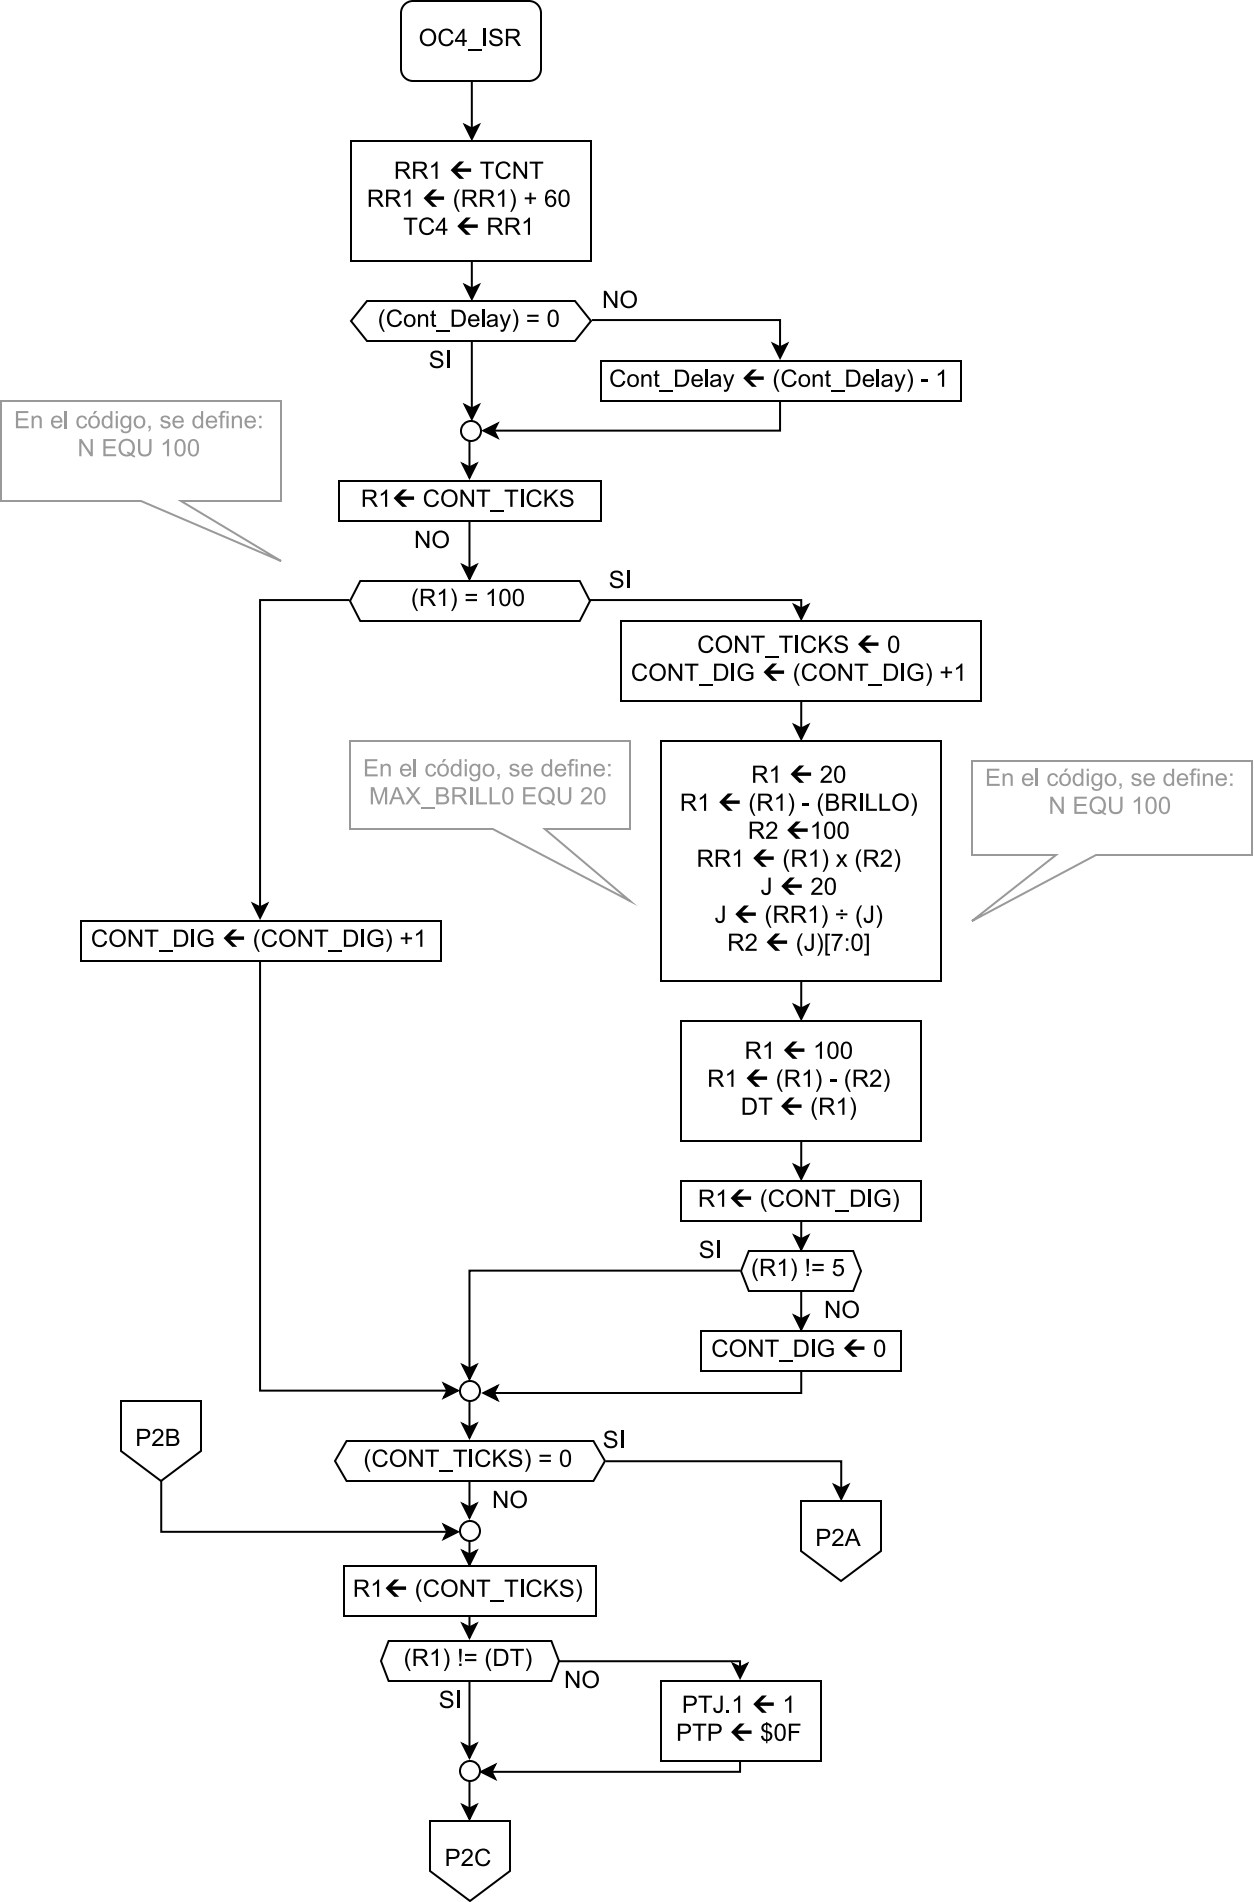 OC4_ISR
RR1 🡨 TCNT
RR1 🡨 (RR1) + 60
TC4 🡨 RR1
(Cont_Delay) = 0
NO
SI
Cont_Delay 🡨 (Cont_Delay) - 1
En el código, se define:
N EQU 100
R1🡨 CONT_TICKS
NO
(R1) = 100
SI
CONT_TICKS 🡨 0
CONT_DIG 🡨 (CONT_DIG) +1
En el código, se define:
MAX_BRILL0 EQU 20
R1 🡨 20
R1 🡨 (R1) - (BRILLO)
R2 🡨100
RR1 🡨 (R1) x (R2)
J 🡨 20
J 🡨 (RR1) ÷ (J)
R2 🡨 (J)[7:0]
En el código, se define:
N EQU 100
CONT_DIG 🡨 (CONT_DIG) +1
R1 🡨 100
R1 🡨 (R1) - (R2)
DT 🡨 (R1)
R1🡨 (CONT_DIG)
SI
(R1) != 5
NO
CONT_DIG 🡨 0
P2B
(CONT_TICKS) = 0
SI
NO
P2A
R1🡨 (CONT_TICKS)
(R1) != (DT)
NO
SI
PTJ.1 🡨 1
PTP 🡨 $0F
P2C